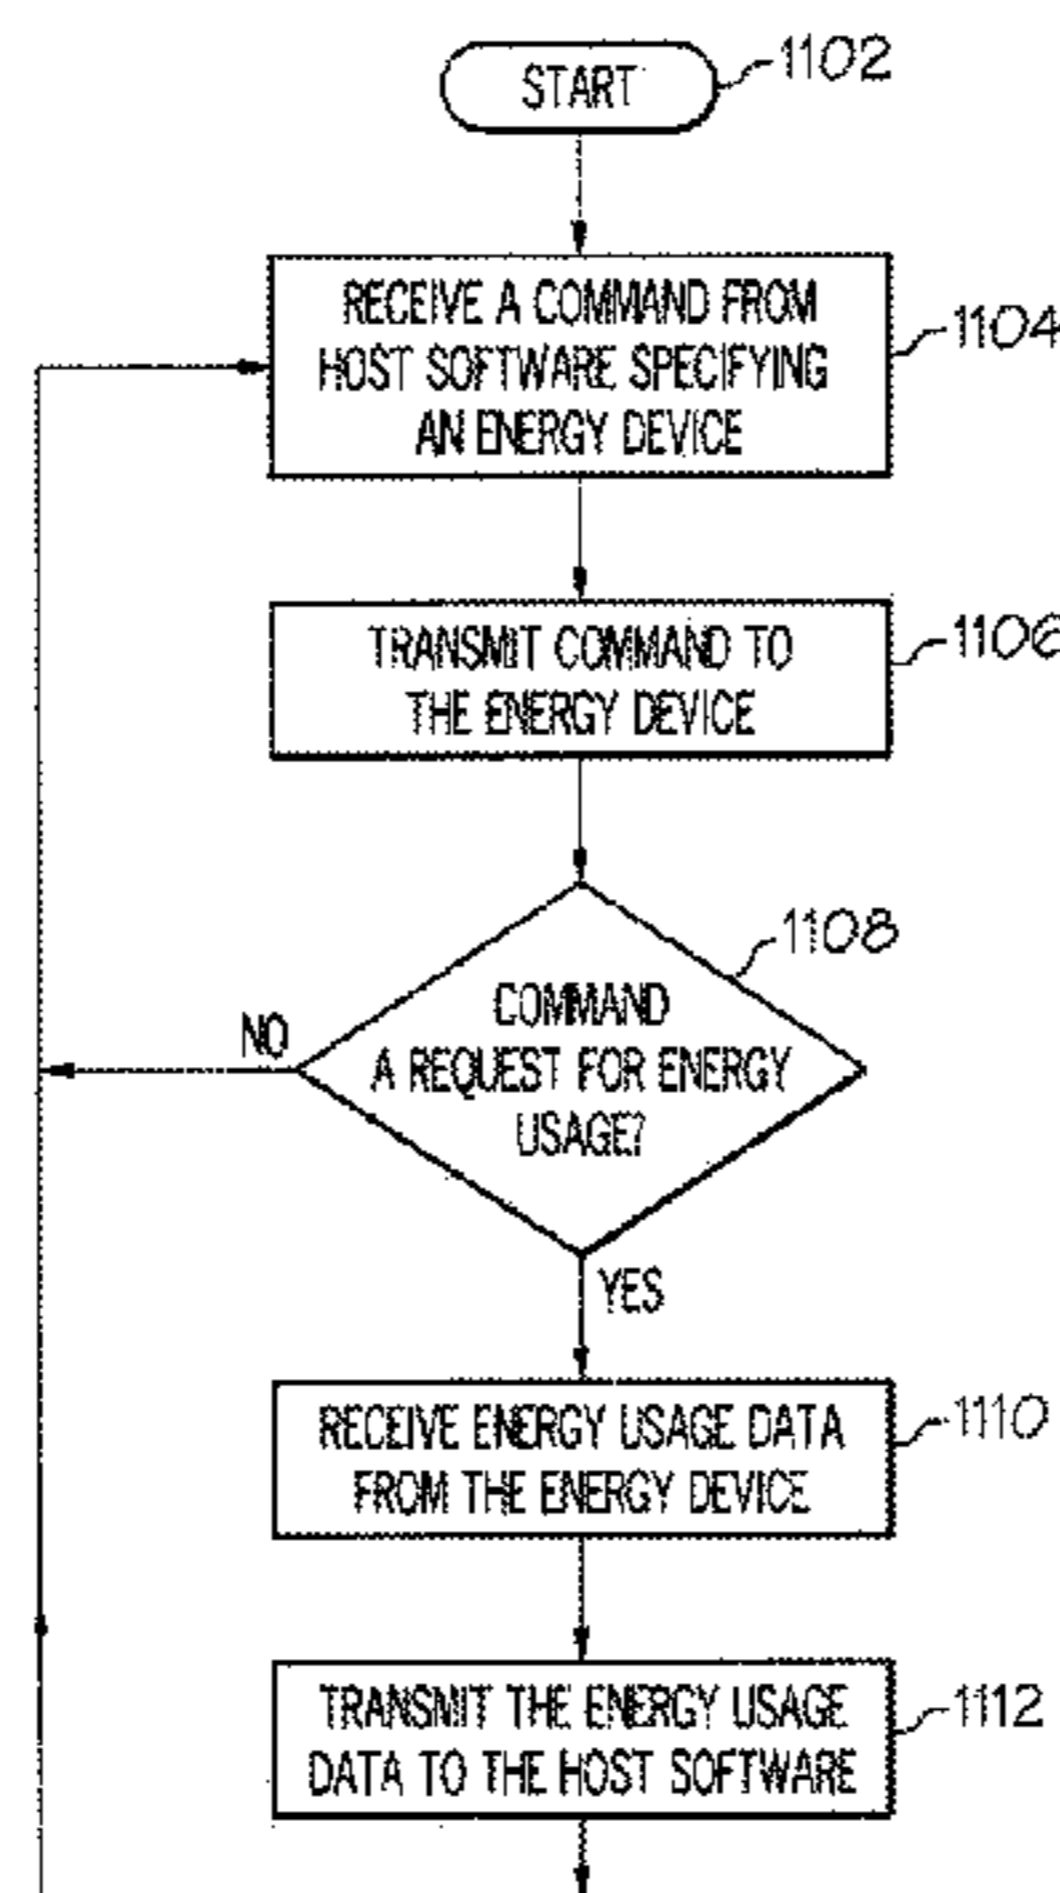 START
1102
RECEIVE A COMMAND FROM
HOST SOFTWARE SPECIFYING
AN ENERGY DEVICE
1104
TRANSMIT COMMAND TO
THE ENERGY DEVICE
1106
COMMAND
A REQUEST FOR ENERGY
USAGE?
1108
NO
YES
RECEIVE ENERGY USAGE DATA
FROM THE ENERGY DEVICE
1110
TRANSMIT THE ENERGY USAGE
DATA TO THE HOST SOFTWARE
1112